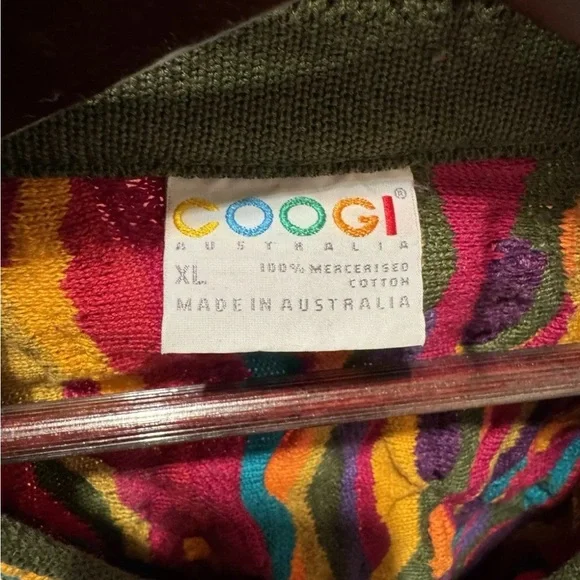 COOGI®
AUSTRALIA
XL 100% MERCERISED
COTTON
MADE IN AUSTRALIA